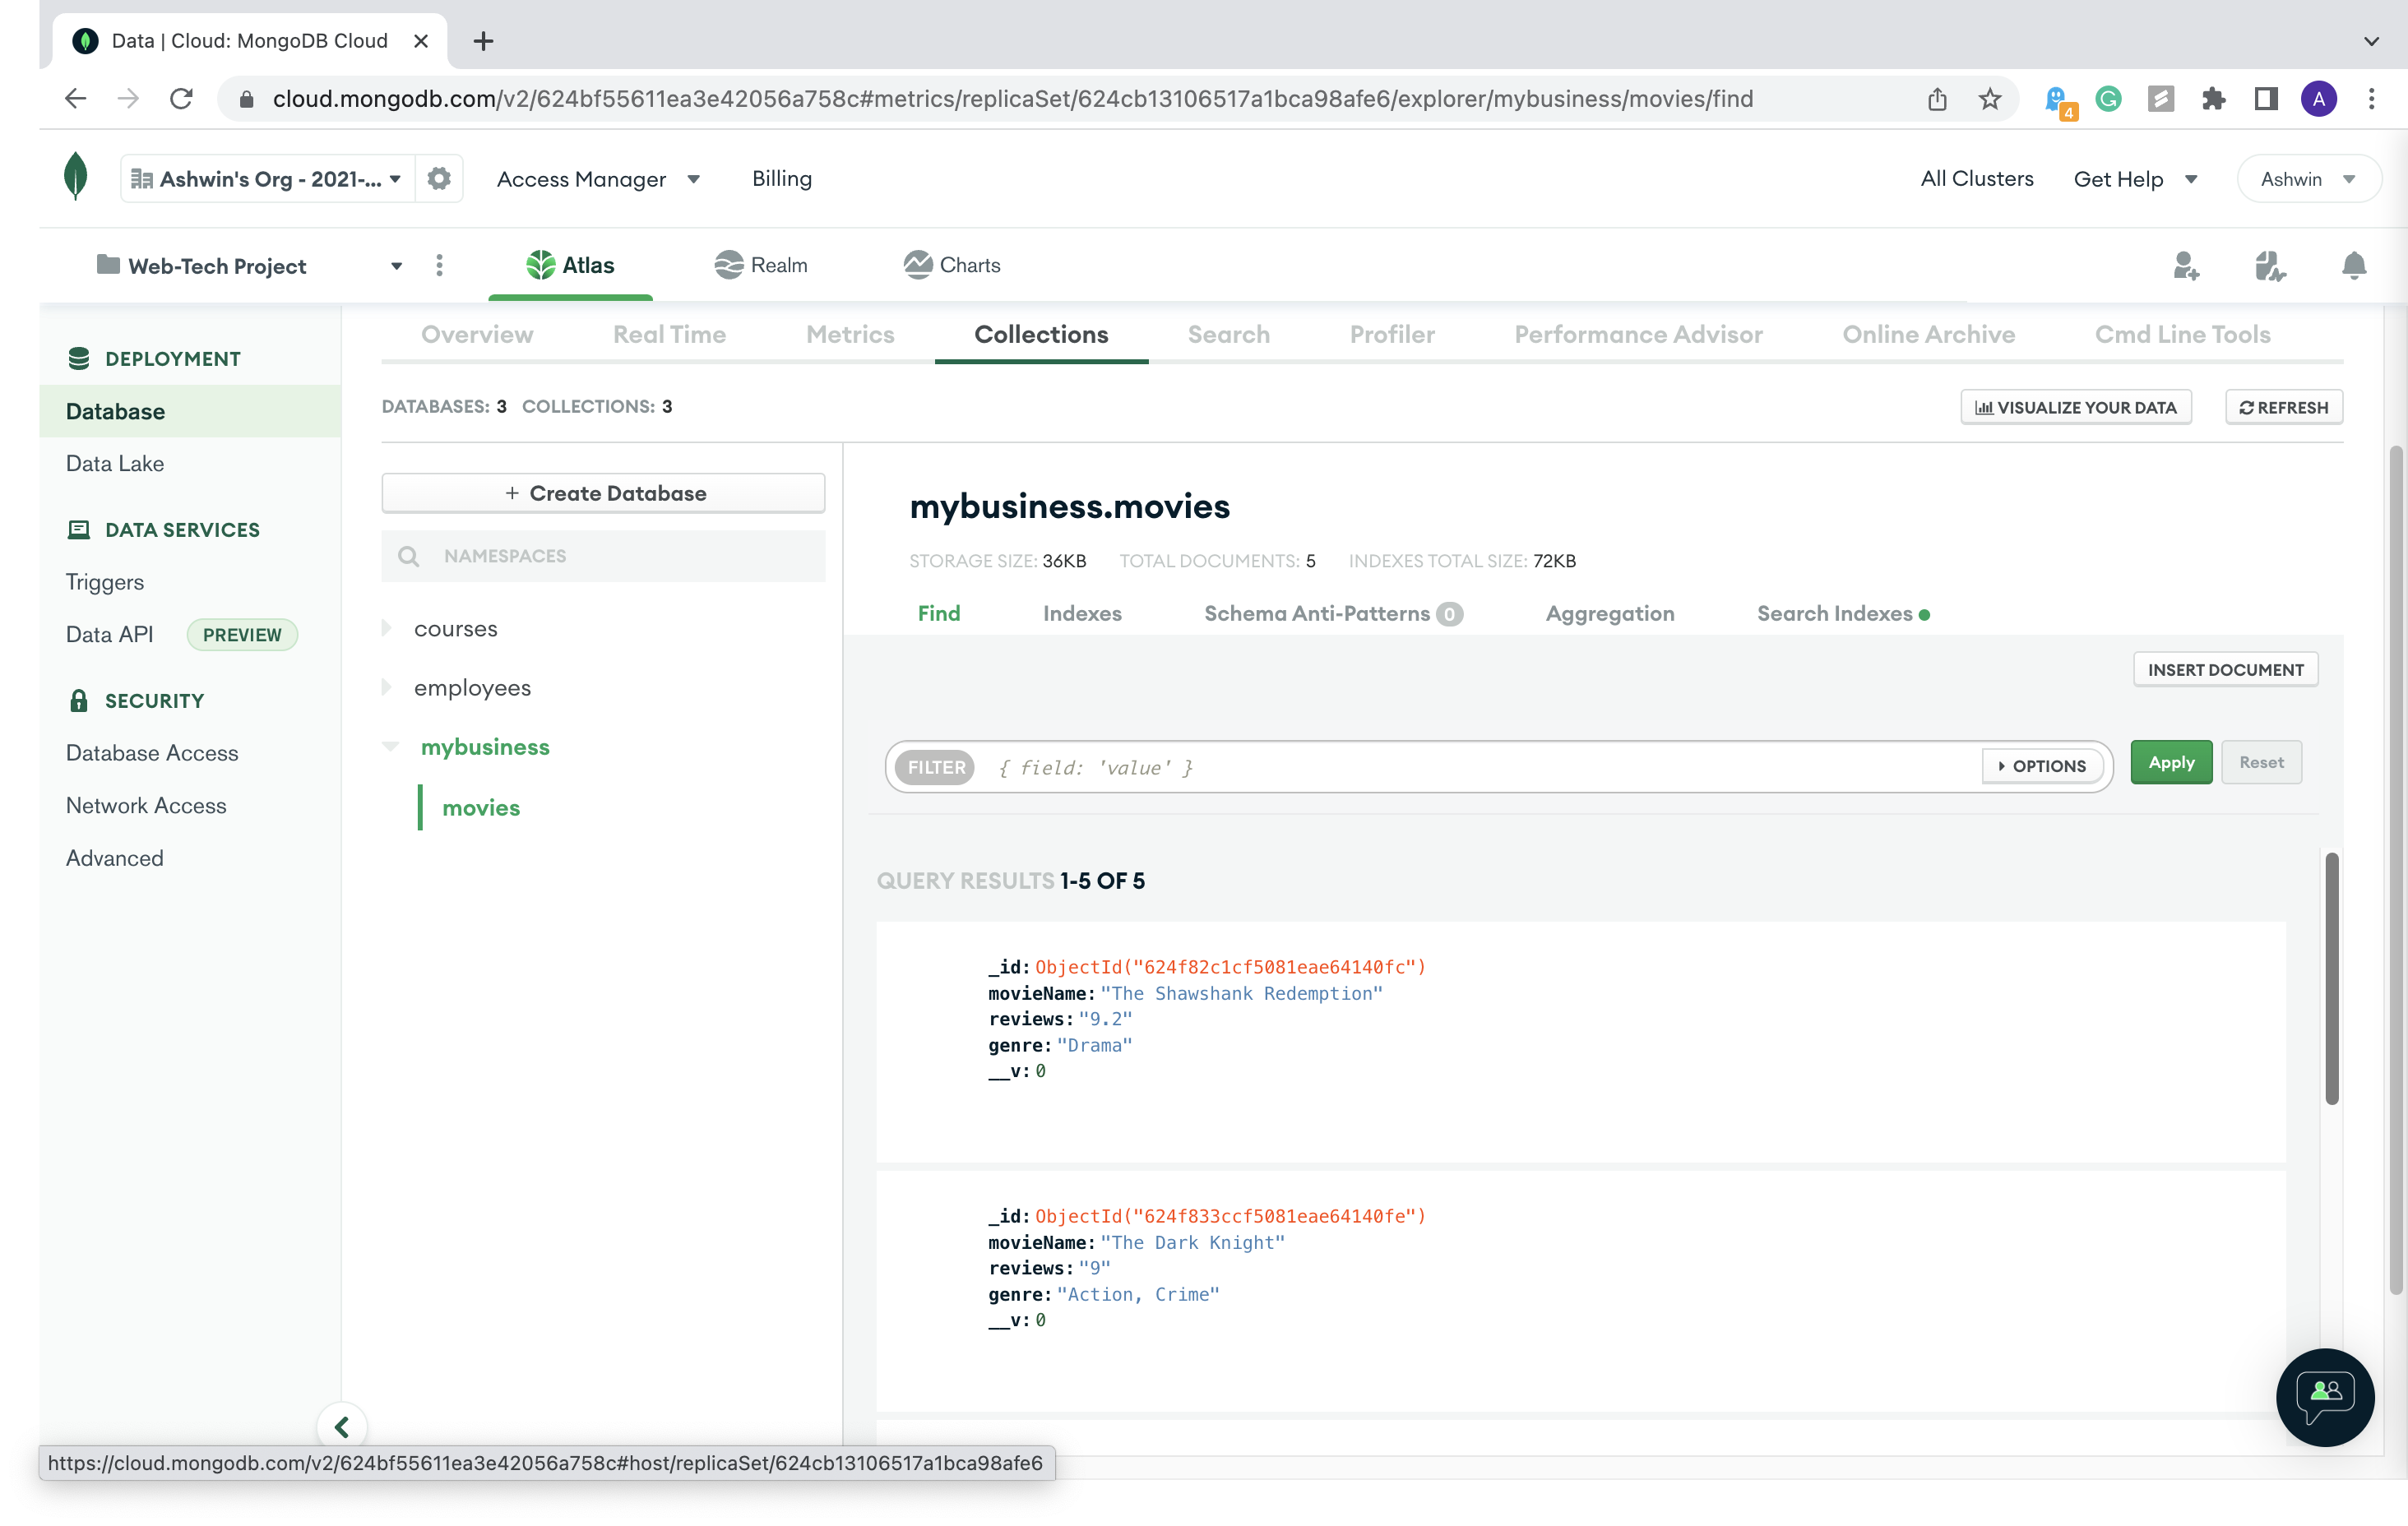 Data | Cloud: MongoDB Cloud
cloud.mongodb.com/v2/624bf55611ea3e42056a758c#metrics/replicaSet/624cb13106517a1bca98afe6/explorer/mybusiness/movies/find
4
A
Ashwin's Org - 2021-...
Access Manager
Billing
All Clusters
Get Help
Ashwin
Web-Tech Project
Atlas
Realm
Charts
DEPLOYMENT
Database
Data Lake
DATA SERVICES
Triggers
Data API PREVIEW
SECURITY
Database Access
Network Access
Advanced
Overview
Real Time
Metrics
Collections
Search
Profiler
Performance Advisor
Online Archive
Cmd Line Tools
DATABASES: 3 COLLECTIONS: 3
VISUALIZE YOUR DATA
REFRESH
+ Create Database
NAMESPACES
courses
employees
mybusiness
movies
mybusiness.movies
STORAGE SIZE: 36KB TOTAL DOCUMENTS: 5 INDEXES TOTAL SIZE: 72KB
Find
Indexes
Schema Anti-Patterns 0
Aggregation
Search Indexes
INSERT DOCUMENT
FILTER { field: 'value' }
OPTIONS
Apply
Reset
QUERY RESULTS 1-5 OF 5
_id: ObjectId("624f82c1cf5081eae64140fc")
movieName: "The Shawshank Redemption"
reviews: "9.2"
genre: "Drama"
__v: 0
_id: ObjectId("624f833ccf5081eae64140fe")
movieName: "The Dark Knight"
reviews: "9"
genre: "Action, Crime"
__v: 0
https://cloud.mongodb.com/v2/624bf55611ea3e42056a758c#host/replicaSet/624cb13106517a1bca98afe6